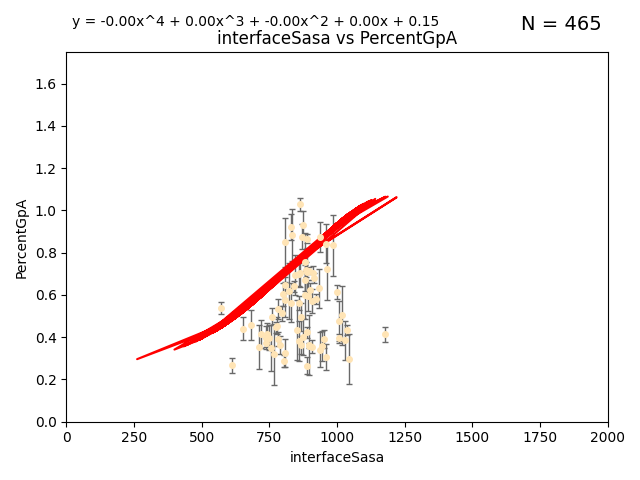 y = -0.00x^4 + 0.00x^3 + -0.00x^2 + 0.00x + 0.15
N = 465
interfaceSasa vs PercentGpA
PercentGpA
1.6
1.4
1.2
1.0
0.8
0.6
0.4
0.2
0.0
0 250 500 750 1000 1250 1500 1750 2000
interfaceSasa